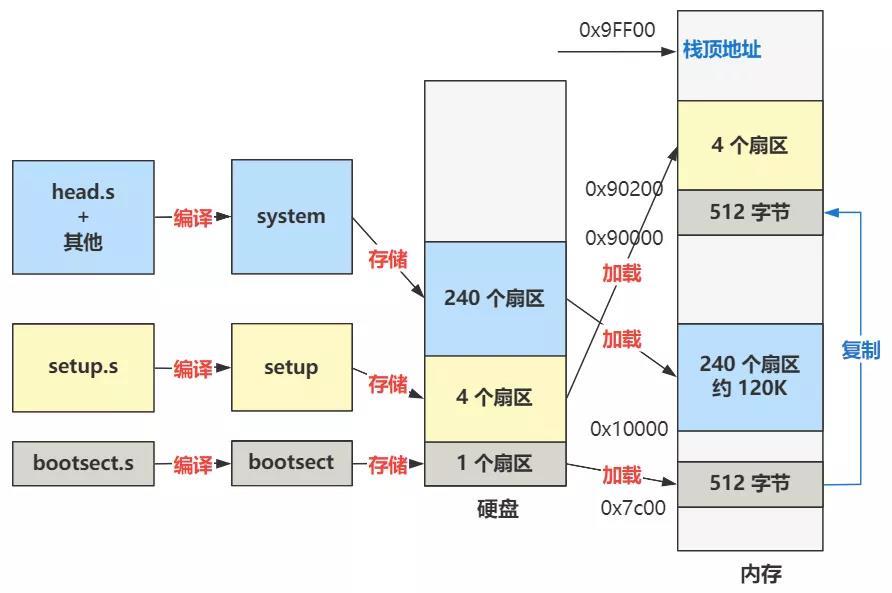 0x9FF00
栈顶地址
head.s
+
其他
编译
system
存储
240 个扇区
setup.s
编译
setup
存储
4 个扇区
bootsect.s
编译
bootsect
存储
1 个扇区
硬盘
4 个扇区
0x90200
512 字节
0x90000
加载
加载
240 个扇区
约 120K
复制
0x10000
加载
512 字节
0x7c00
内存